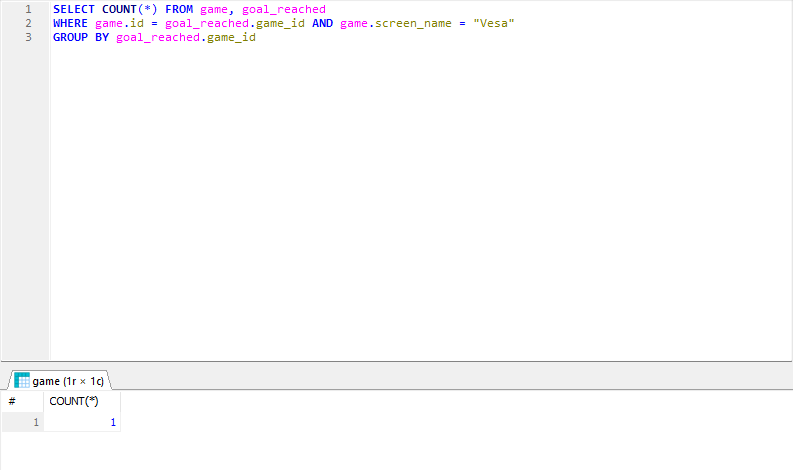 1 SELECT COUNT(*) FROM game, goal_reached
2 WHERE game.id = goal_reached.game_id AND game.screen_name = "Vesa"
3 GROUP BY goal_reached.game_id
game (1r × 1c)
# COUNT(*)
1 1